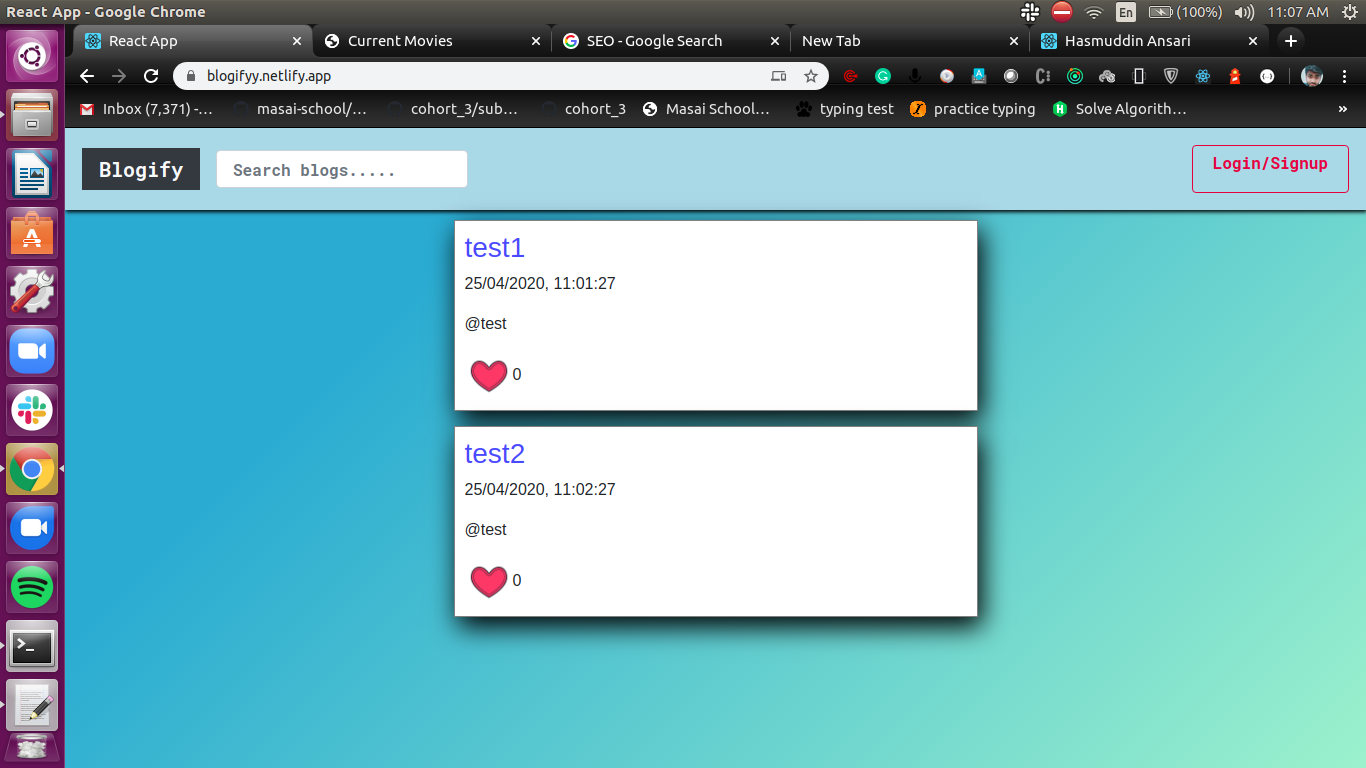 React App - Google Chrome
En (100%) 11:07 AM
React App Current Movies SEO - Google Search New Tab Hasmuddin Ansari
blogifyy.netlify.app
Inbox (7,371) -... masai-school/... cohort_3/sub... cohort_3 Masai School... typing test practice typing Solve Algorith... »
Blogify Search blogs..... Login/Signup
test1
25/04/2020, 11:01:27
@test
0
test2
25/04/2020, 11:02:27
@test
0